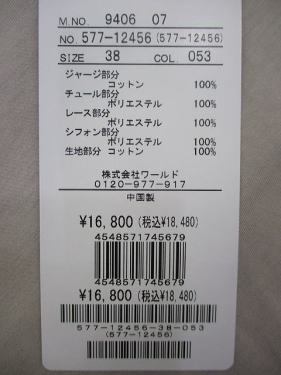 M.NO. 9406 07
NO. 577-12456 (577-12456)
SIZE 38 COL. 053
ジャージ部分
コットン 100%
チュール部分
ポリエステル 100%
レース部分
ポリエステル 100%
シフォン部分
ポリエステル 100%
生地部分 コットン 100%
株式会社ワールド
0120-977-917
中国製
¥16,800(税込¥18,480)
4548571745679
4548571745679
¥16,800(税込¥18,480)
577-12456-38-053
(577-12456)